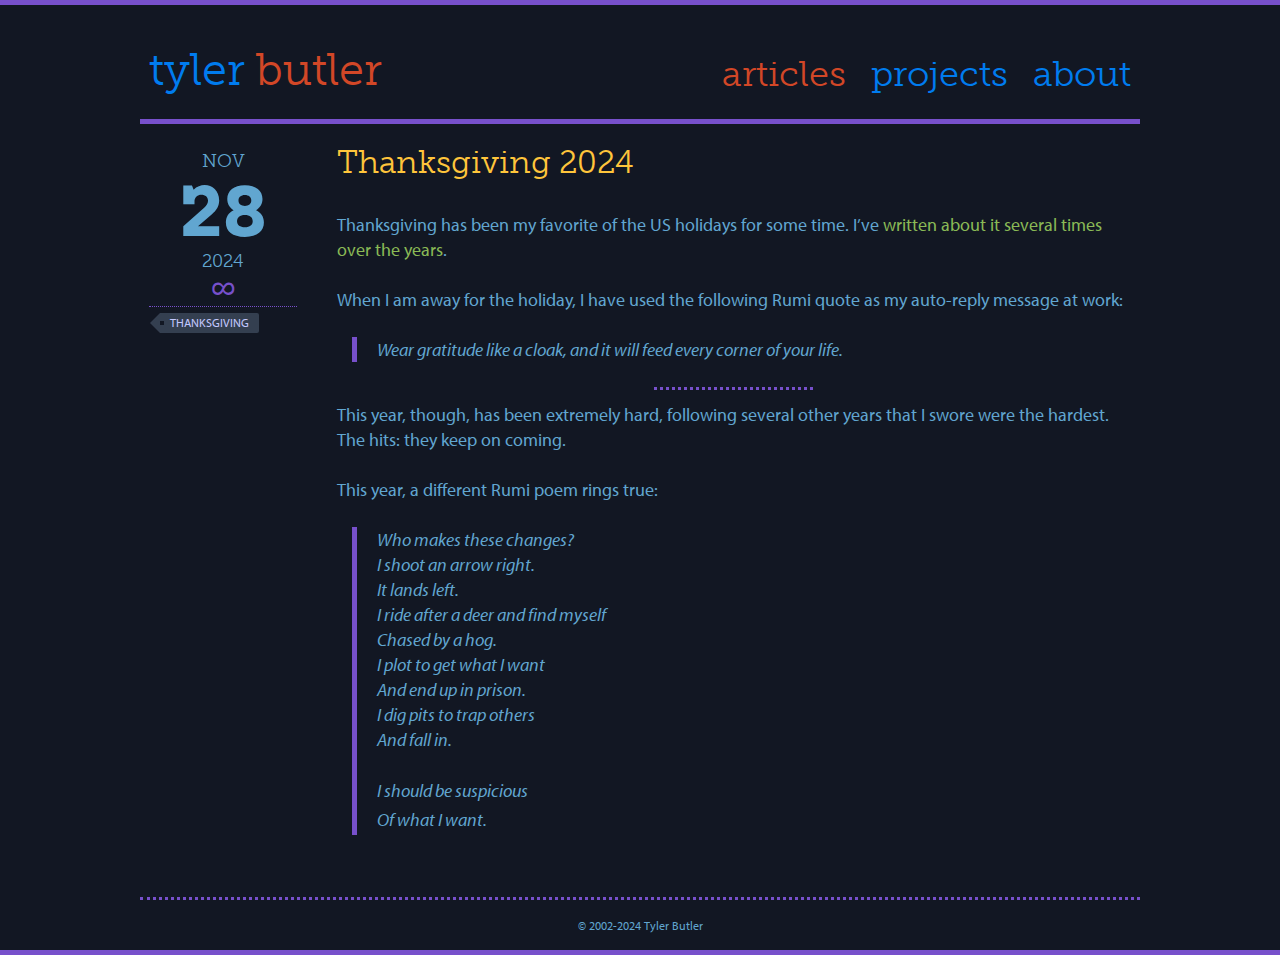 tyler butler
articles projects about
NOV
28
2024
∞
THANKSGIVING
Thanksgiving 2024
Thanksgiving has been my favorite of the US holidays for some time. I’ve written about it several times
over the years.
When I am away for the holiday, I have used the following Rumi quote as my auto-reply message at work:
Wear gratitude like a cloak, and it will feed every corner of your life.
This year, though, has been extremely hard, following several other years that I swore were the hardest.
The hits: they keep on coming.
This year, a different Rumi poem rings true:
Who makes these changes?
I shoot an arrow right.
It lands left.
I ride after a deer and find myself
Chased by a hog.
I plot to get what I want
And end up in prison.
I dig pits to trap others
And fall in.
I should be suspicious
Of what I want.
© 2002-2024 Tyler Butler